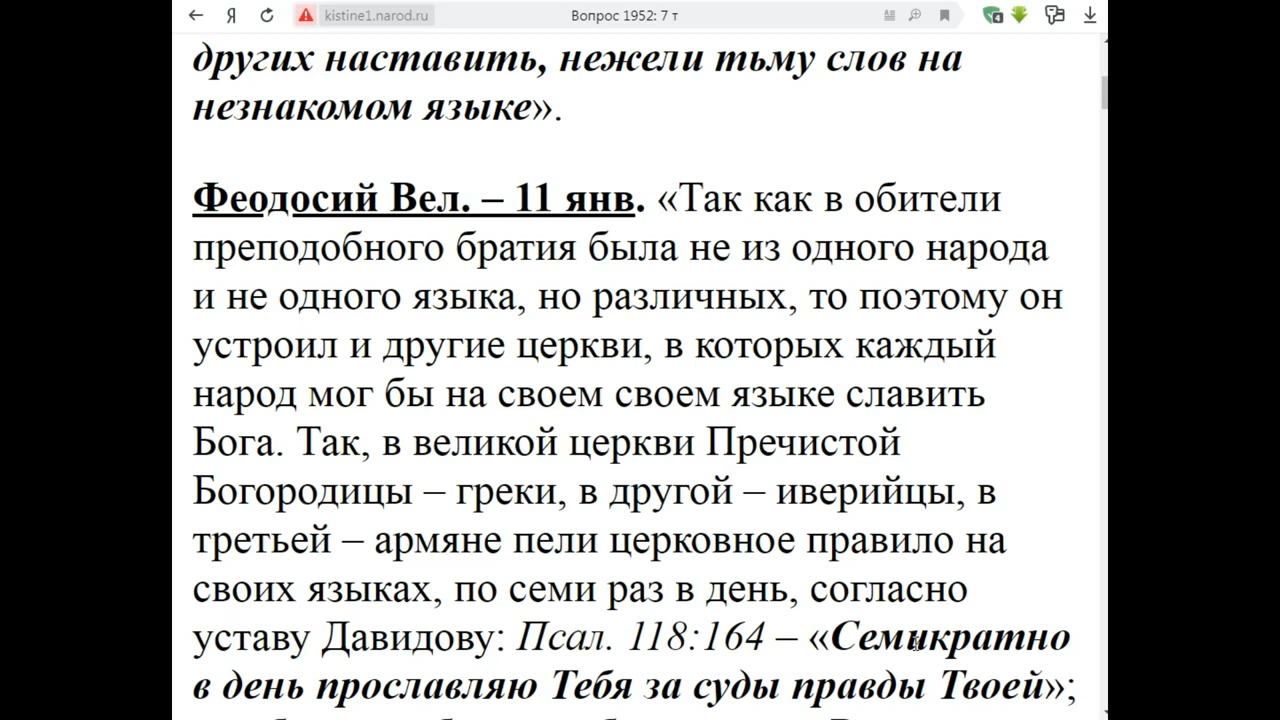 Я kistine1.narod.ru Вопрос 1952: 7 т 4
других наставить, нежели тьму слов на
незнакомом языке».
Феодосий Вел. – 11 янв. «Так как в обители
преподобного братия была не из одного народа
и не одного языка, но различных, то поэтому он
устроил и другие церкви, в которых каждый
народ мог бы на своем своем языке славить
Бога. Так, в великой церкви Пречистой
Богородицы – греки, в другой – иверийцы, в
третьей – армяне пели церковное правило на
своих языках, по семи раз в день, согласно
уставу Давидову: Псал. 118:164 – «Семикратно
в день прославляю Тебя за суды правды Твоей»;